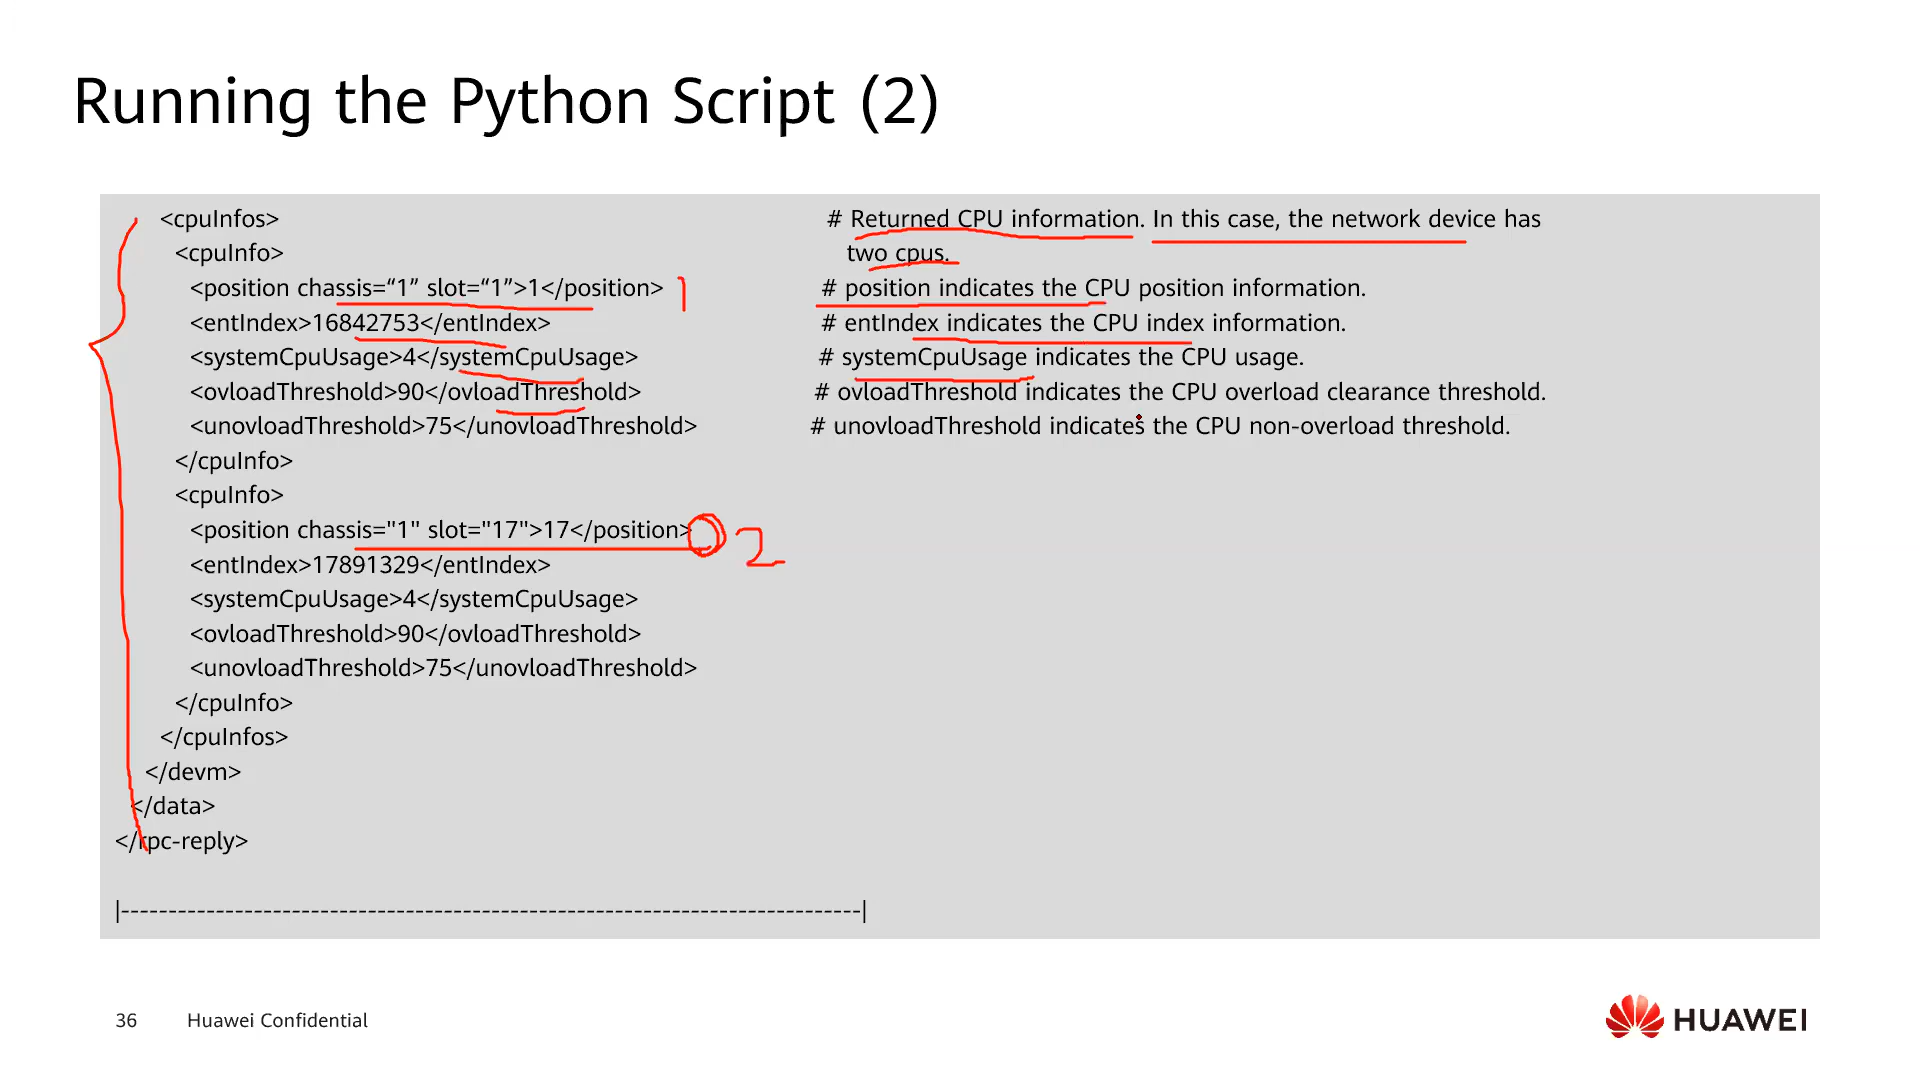 Running the Python Script (2)
<cpuInfos> # Returned CPU information. In this case, the network device has
<cpuInfo> two cpus.
<position chassis=“1” slot=“1”>1</position> 1 # position indicates the CPU position information.
<entIndex>16842753</entIndex> # entIndex indicates the CPU index information.
<systemCpuUsage>4</systemCpuUsage> # systemCpuUsage indicates the CPU usage.
<ovloadThreshold>90</ovloadThreshold> # ovloadThreshold indicates the CPU overload clearance threshold.
<unovloadThreshold>75</unovloadThreshold> # unovloadThreshold indicates the CPU non-overload threshold.
</cpuInfo>
<cpuInfo>
<position chassis="1" slot="17">17</position> 2
<entIndex>17891329</entIndex>
<systemCpuUsage>4</systemCpuUsage>
<ovloadThreshold>90</ovloadThreshold>
<unovloadThreshold>75</unovloadThreshold>
</cpuInfo>
</cpuInfos>
</devm>
</data>
</rpc-reply>
|------------------------------------------------------------------------------|
36 Huawei Confidential
HUAWEI